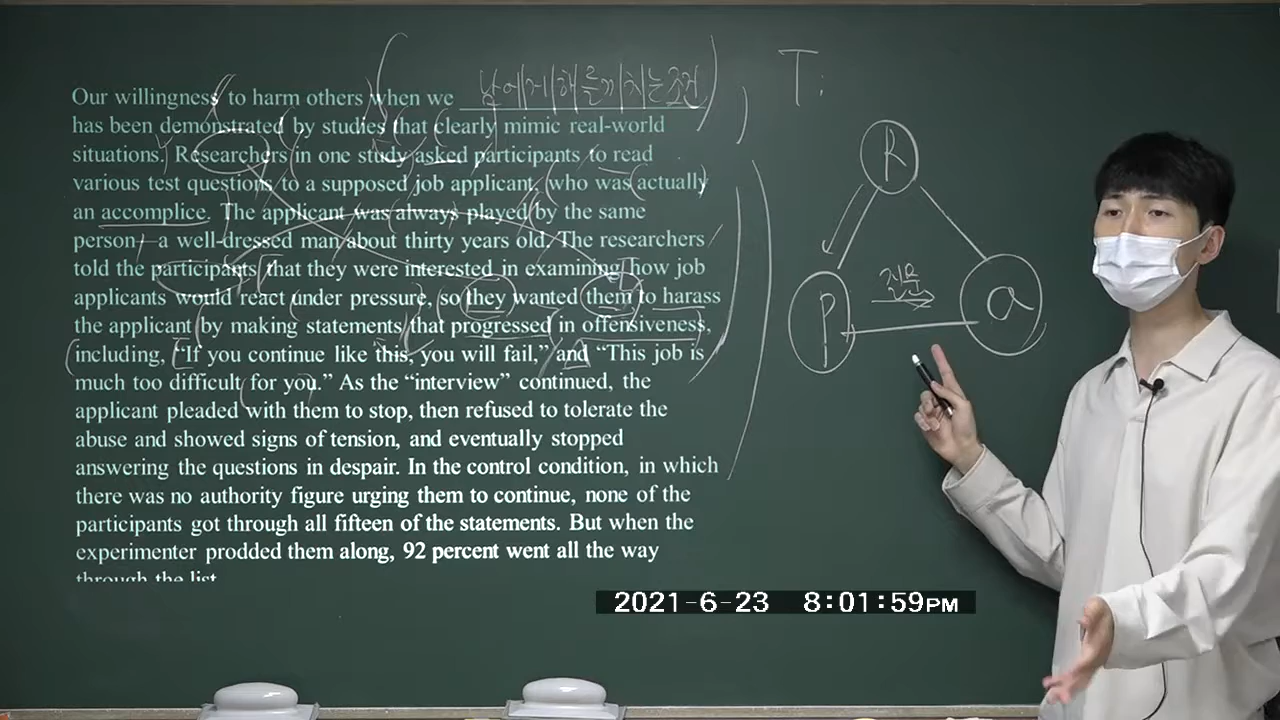 Our willingness to harm others when we 남에게 해를 끼치는 조건
has been demonstrated by studies that clearly mimic real-world
situations. Researchers in one study asked participants to read
various test questions to a supposed job applicant, who was actually
an accomplice. The applicant was always played by the same
person — a well-dressed man about thirty years old. The researchers
told the participants that they were interested in examining how job
applicants would react under pressure, so they wanted them to harass
the applicant by making statements that progressed in offensiveness,
including, “If you continue like this, you will fail,” and “This job is
much too difficult for you.” As the “interview” continued, the
applicant pleaded with them to stop, then refused to tolerate the
abuse and showed signs of tension, and eventually stopped
answering the questions in despair. In the control condition, in which
there was no authority figure urging them to continue, none of the
participants got through all fifteen of the statements. But when the
experimenter prodded them along, 92 percent went all the way
through the list
T:
R
질문
P
a
2021-6-23 8:01:59PM